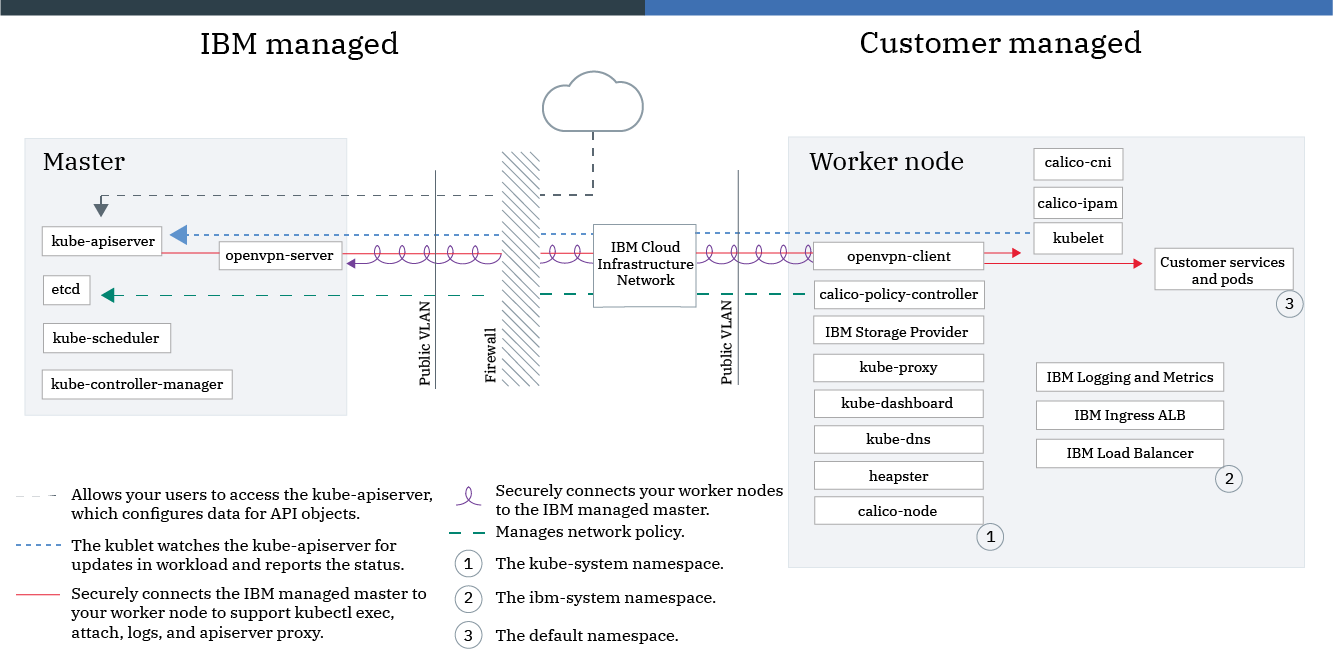 IBM managed
Customer managed
Master
kube-apiserver
openvpn-server
etcd
kube-scheduler
kube-controller-manager
Public VLAN
Firewall
IBM Cloud
Infrastructure
Network
Public VLAN
Worker node
calico-cni
calico-ipam
kubelet
openvpn-client
Customer services
and pods
3
calico-policy-controller
IBM Storage Provider
kube-proxy
kube-dashboard
kube-dns
heapster
calico-node
1
IBM Logging and Metrics
IBM Ingress ALB
IBM Load Balancer
2
Allows your users to access the kube-apiserver,
which configures data for API objects.
The kublet watches the kube-apiserver for
updates in workload and reports the status.
Securely connects the IBM managed master to
your worker node to support kubectl exec,
attach, logs, and apiserver proxy.
Securely connects your worker nodes
to the IBM managed master.
Manages network policy.
1 The kube-system namespace.
2 The ibm-system namespace.
3 The default namespace.